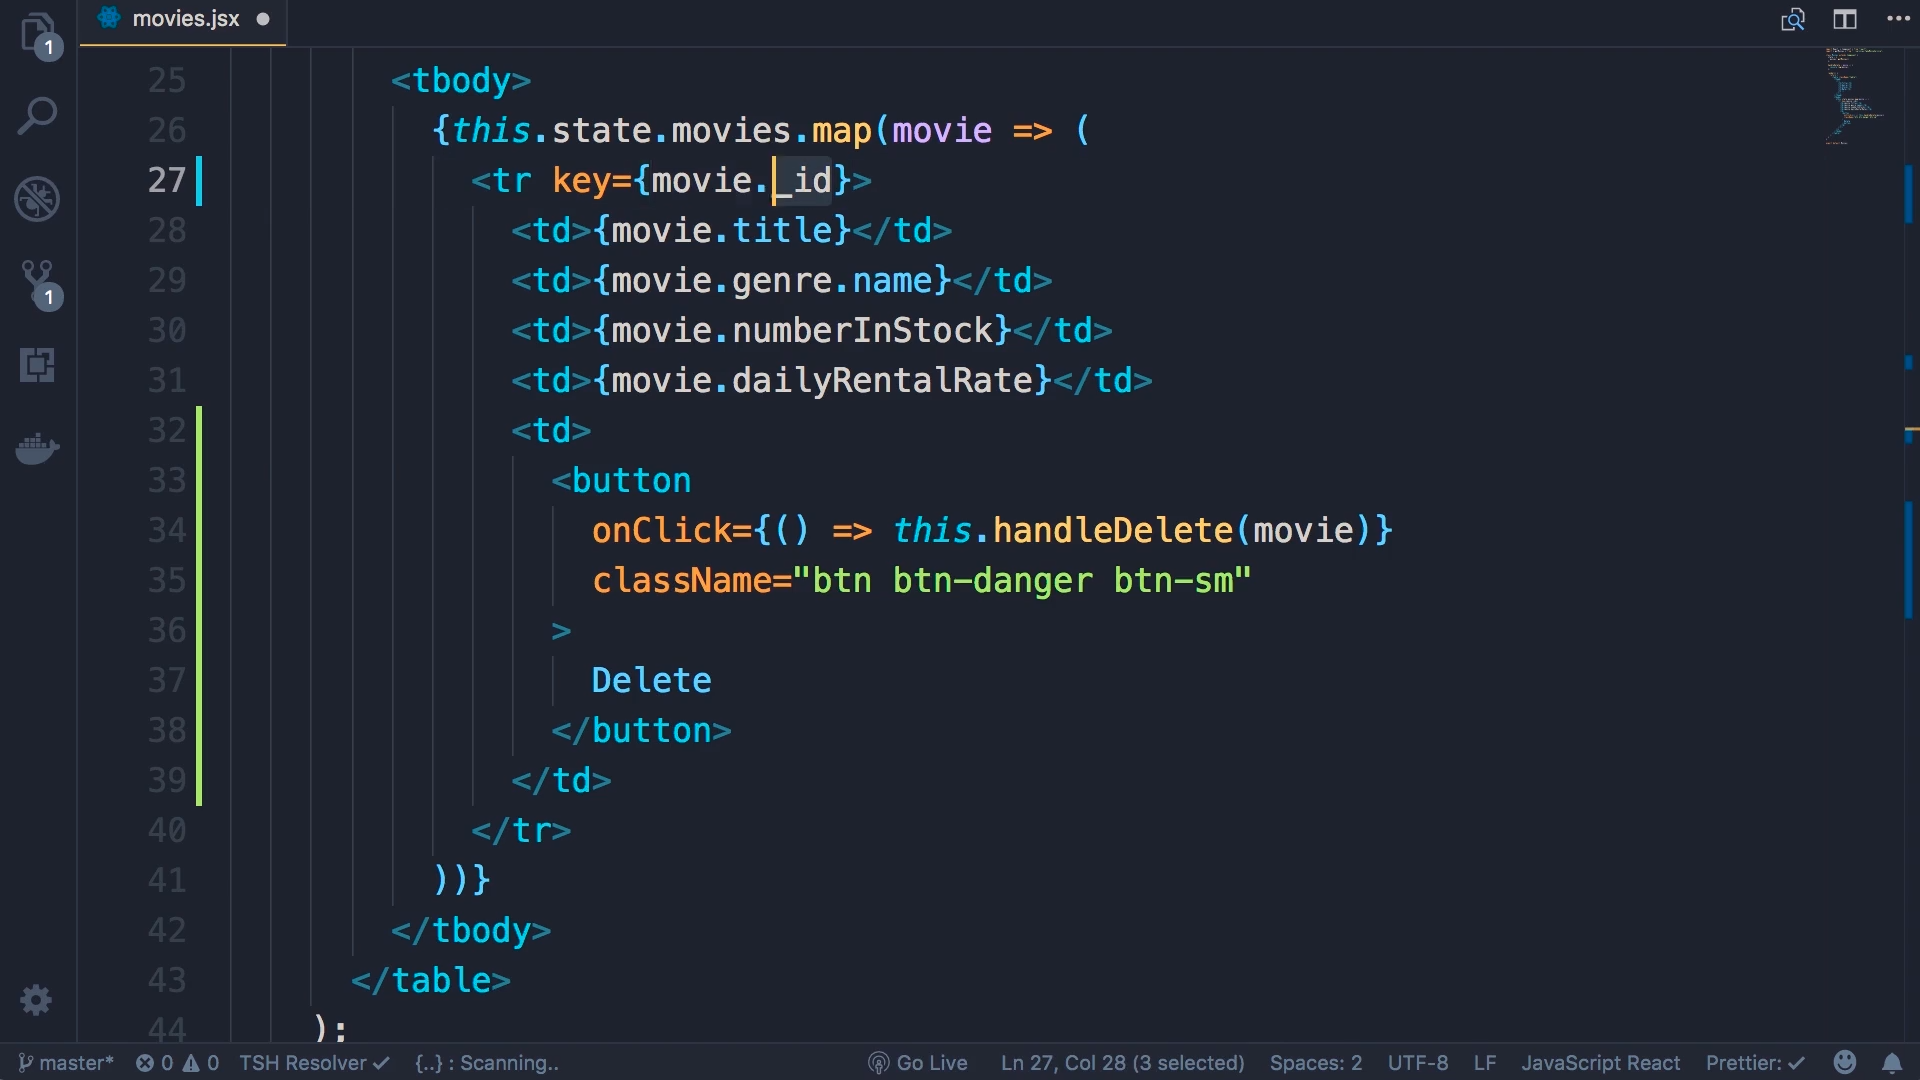 movies.jsx
1
25 <tbody>
26 {this.state.movies.map(movie => (
27 <tr key={movie._id}>
28 <td>{movie.title}</td>
29 <td>{movie.genre.name}</td>
30 <td>{movie.numberInStock}</td>
31 <td>{movie.dailyRentalRate}</td>
32 <td>
33 <button
34 onClick={() => this.handleDelete(movie)}
35 className="btn btn-danger btn-sm"
36 >
37 Delete
38 </button>
39 </td>
40 </tr>
41 ))}
42 </tbody>
43 </table>
44 );
1
master* 0 0 TSH Resolver ✓ {..} : Scanning.. Go Live Ln 27, Col 28 (3 selected) Spaces: 2 UTF-8 LF JavaScript React Prettier: ✓